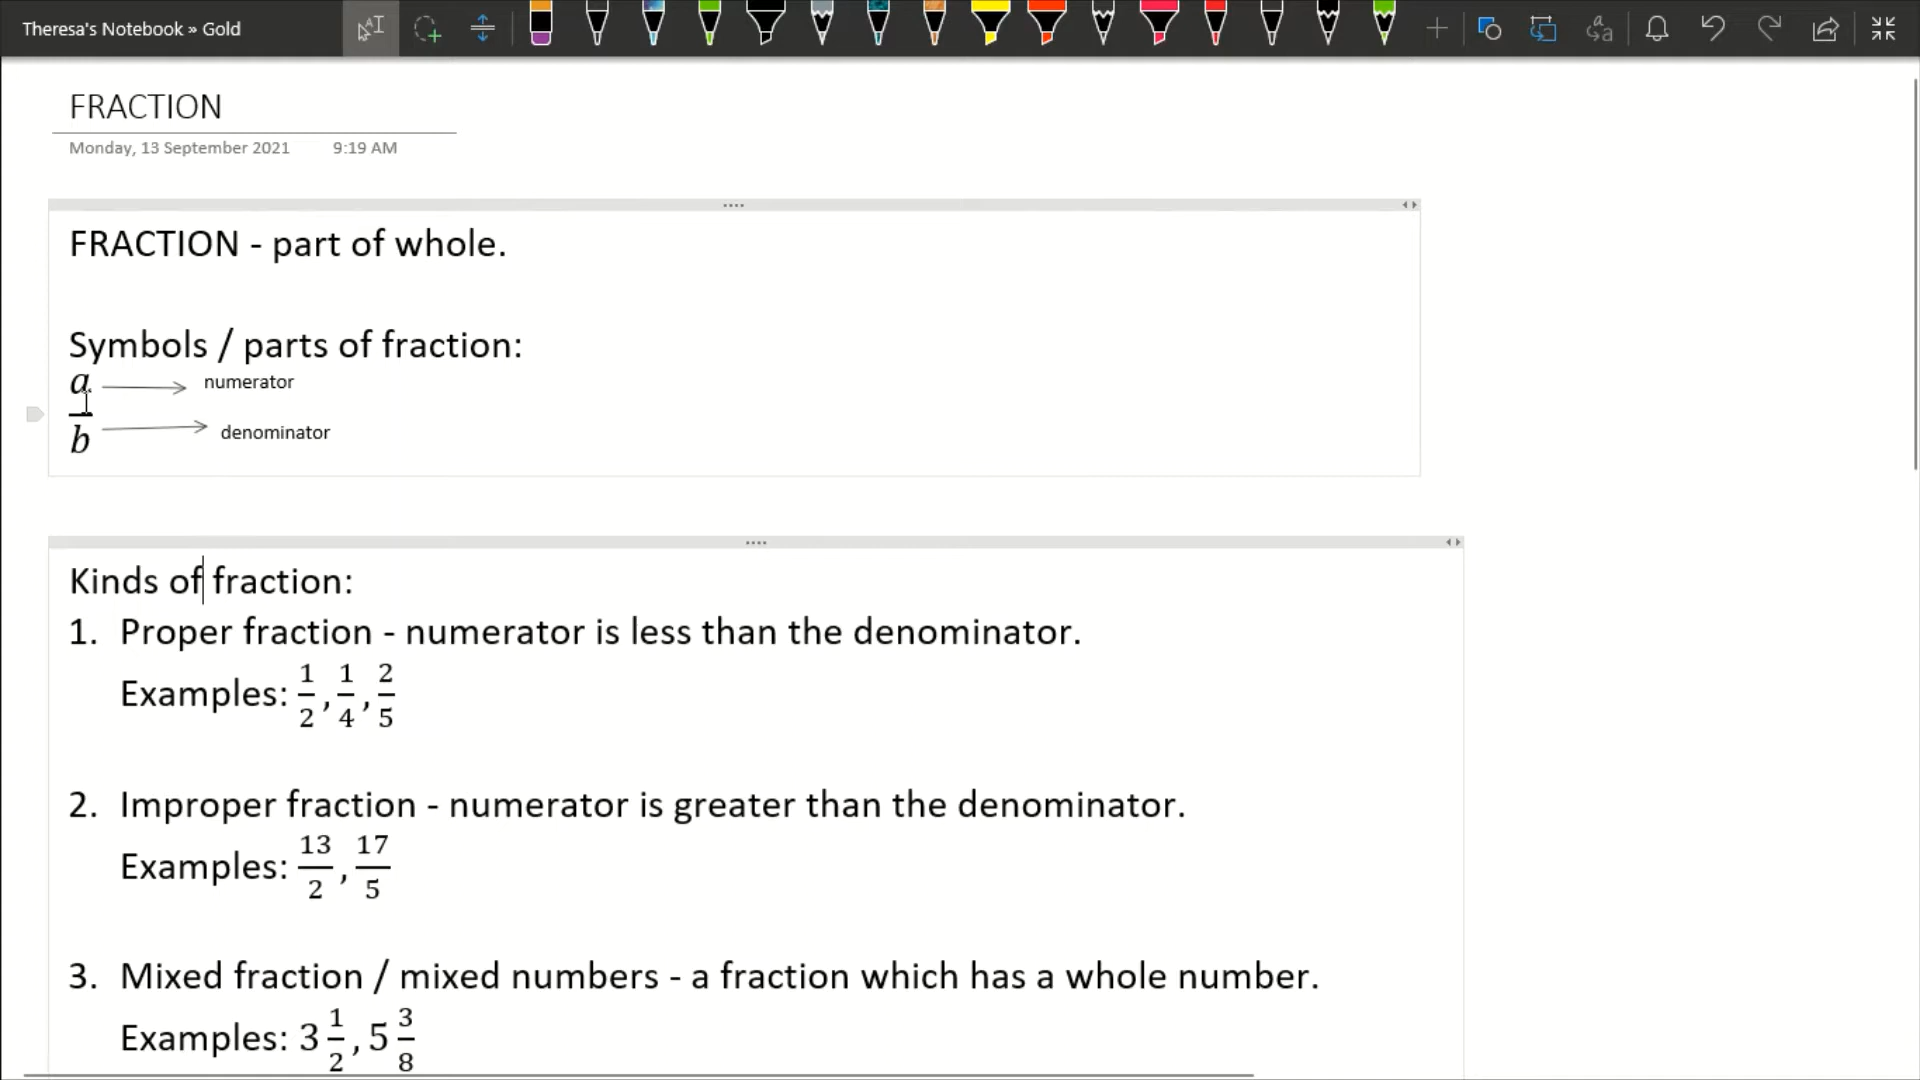 Theresa's Notebook » Gold
FRACTION
Monday, 13 September 2021 9:19 AM
FRACTION - part of whole.
Symbols / parts of fraction:
a numerator
b denominator
Kinds of fraction:
1. Proper fraction - numerator is less than the denominator.
Examples: 1/2, 1/4, 2/5
2. Improper fraction - numerator is greater than the denominator.
Examples: 13/2, 17/5
3. Mixed fraction / mixed numbers - a fraction which has a whole number.
Examples: 3 1/2, 5 3/8